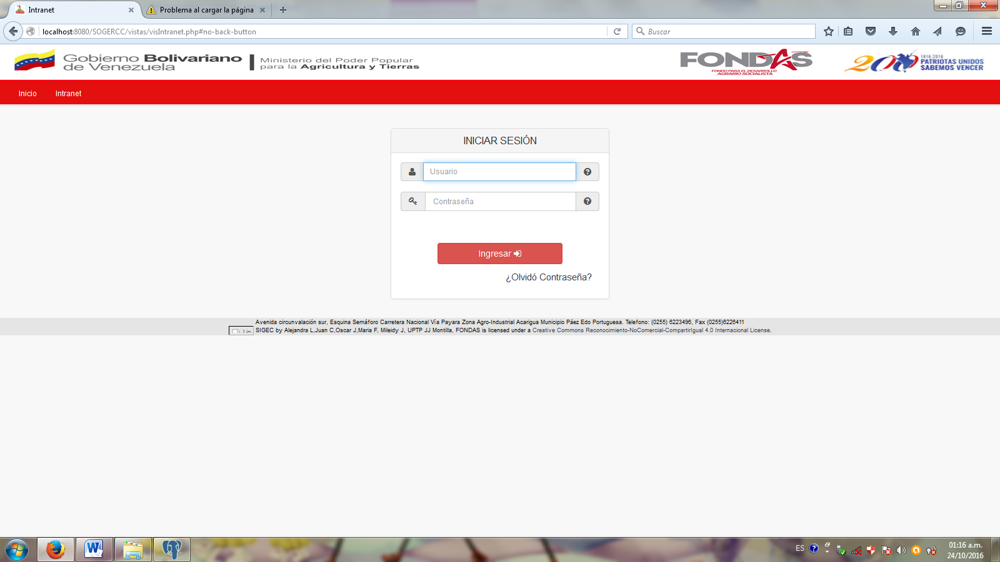 Intranet
Problema al cargar la página
localhost:8080/SOGERCC/vistas/visIntranet.php#no-back-button
Buscar
Gobierno Bolivariano
de Venezuela
Ministerio del Poder Popular
para la Agricultura y Tierras
FONDAS
FONDO PARA EL DESARROLLO
AGRARIO SOCIALISTA
200
1816-2016
PATRIOTAS UNIDOS
SABEMOS VENCER
Inicio
Intranet
INICIAR SESIÓN
Usuario
Contraseña
Ingresar
¿Olvidó Contraseña?
Avenida circunvalación sur, Esquina Semáforo Carretera Nacional Vía Payara Zona Agro-Industrial Acarigua Municipio Páez Edo Portuguesa. Telefono: (0255) 6223496, Fax (0255)6226411
SIGEC by Alejandra L,Juan C,Oscar J,Maria F, Mileidy J, UPTP JJ Montilla, FONDAS is licensed under a Creative Commons Reconocimiento-NoComercial-CompartirIgual 4.0 Internacional License.
ES
01:16 a.m.
24/10/2016